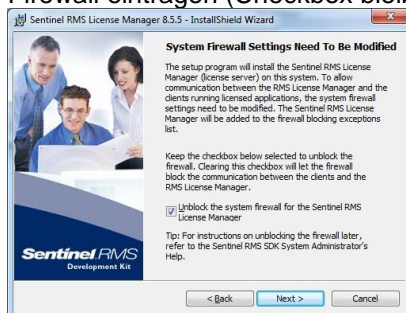 Firewall eintragen (Checkbox
Sentinel RMS License Manager 8.5.5 - InstallShield Wizard
System Firewall Settings Need To Be Modified
The setup program will install the Sentinel RMS License
Manager (license server) on this system. To allow
communication between the RMS License Manager and the
clients running licensed applications, the system firewall
settings need to be modified. The Sentinel RMS License
Manager will be added to the firewall blocking exceptions
list.
Keep the checkbox below selected to unblock the
firewall. Clearing this checkbox will let the firewall
block the communication between the clients and the
RMS License Manager.
Unblock the system firewall for the Sentinel RMS
License Manager
Tip: For instructions on unblocking the firewall later,
refer to the Sentinel RMS SDK System Administrator's
Help.
Sentinel RMS
Development Kit
< Back
Next >
Cancel